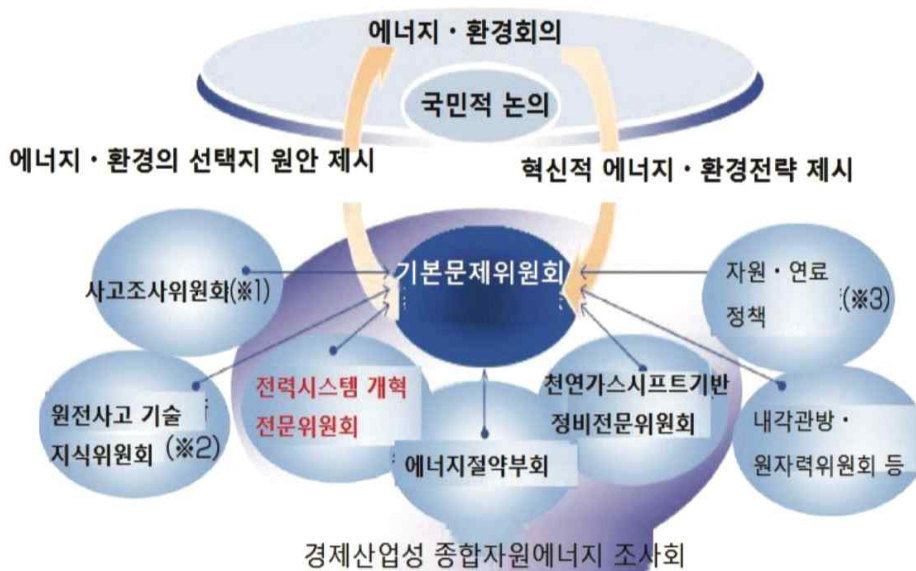 에너지・환경회의
국민적 논의
에너지・환경의 선택지 원안 제시
혁신적 에너지・환경전략 제시
기본문제위원회
사고조사위원회(※1)
자원・연료
정책 (※3)
원전사고 기술
지식위원회 (※2)
전력시스템 개혁
전문위원회
에너지절약부회
천연가스시프트기반
정비전문위원회
내각관방・
원자력위원회 등
경제산업성 종합자원에너지 조사회